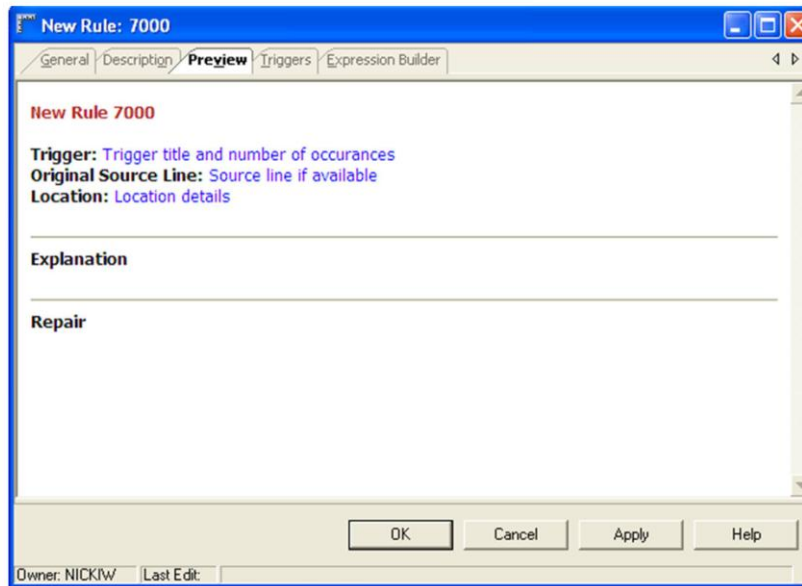 New Rule: 7000
General Description Preview Triggers Expression Builder
New Rule 7000
Trigger: Trigger title and number of occurances
Original Source Line: Source line if available
Location: Location details
Explanation
Repair
OK Cancel Apply Help
Owner: NICKIW Last Edit: